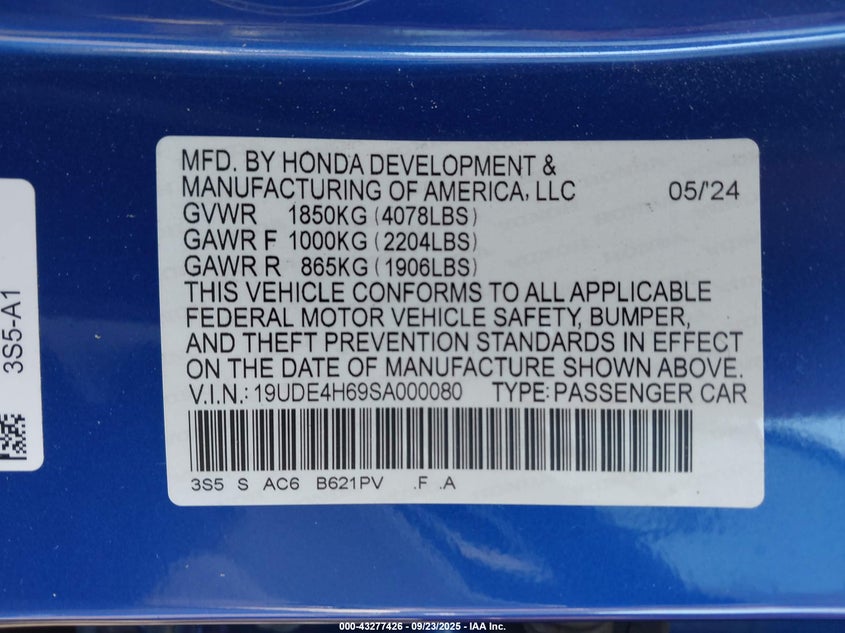 MFD. BY HONDA DEVELOPMENT &
MANUFACTURING OF AMERICA, LLC 05/'24
GVWR 1850KG (4078LBS)
GAWR F 1000KG (2204LBS)
GAWR R 865KG (1906LBS)
THIS VEHICLE CONFORMS TO ALL APPLICABLE
FEDERAL MOTOR VEHICLE SAFETY, BUMPER,
AND THEFT PREVENTION STANDARDS IN EFFECT
ON THE DATE OF MANUFACTURE SHOWN ABOVE.
V.I.N.: 19UDE4H69SA000080 TYPE: PASSENGER CAR
3S5 S AC6 B621PV .F .A
3S5-A1
000-43277426 - 09/23/2025 - IAA Inc.